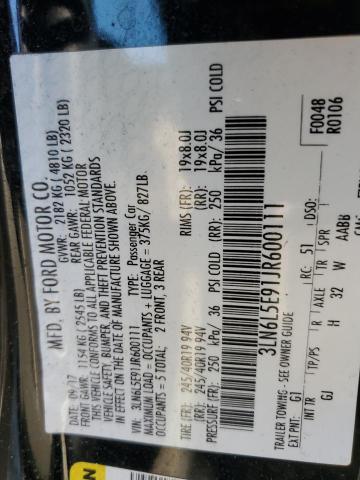 MFD. BY FORD MOTOR CO.
DATE: 06/17 GVWR: 2182 KG ( 4810 LB)
FRONT GAWR: 1154 KG ( 2545 LB) REAR GAWR: 1052 KG ( 2320 LB)
THIS VEHICLE CONFORMS TO ALL APPLICABLE FEDERAL MOTOR
VEHICLE SAFETY, BUMPER, AND THEFT PREVENTION STANDARDS
IN EFFECT ON THE DATE OF MANUFACTURE SHOWN ABOVE.
VIN: 3LN6L5E91JR600111 TYPE: Passenger Car
MAXIMUM LOAD = OCCUPANTS + LUGGAGE = 375KG/ 827LB.
OCCUPANTS = 5 TOTAL; 2 FRONT, 3 REAR
TIRE (FR): 245/40R19 94V RIMS (FR): 19x8.0J
(RR): 245/40R19 94V (RR): 19x8.0J
PRESSURE (FR): 250 kPa/ 36 PSI COLD (RR): 250 kPa/ 36 PSI COLD
3LN6L5E91JR600111
F0048
R0106
TRAILER TOWING - SEE OWNER GUIDE
EXT PNT: G1 RC: 51 DSO:
INT TR TP/PS R AXLE TR SPR
GJ H 32 W AABB